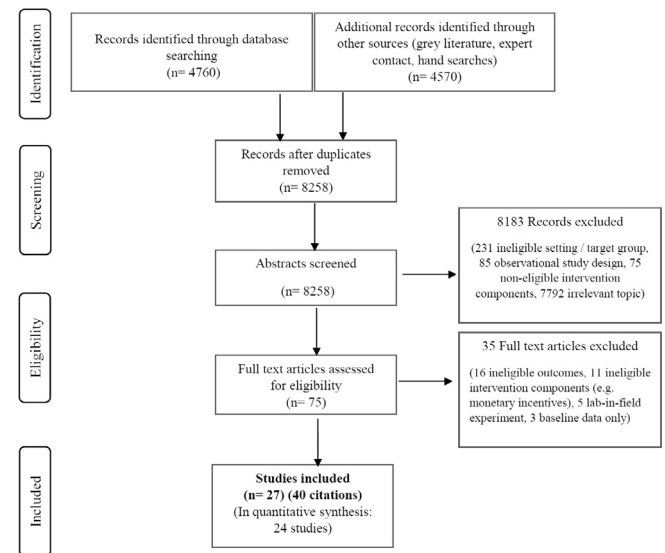 Identification
Records identified through database
searching
(n= 4760)
Additional records identified through
other sources (grey literature, expert
contact, hand searches)
(n= 4570)
Screening
Records after duplicates
removed
(n= 8258)
Abstracts screened
(n= 8258)
8183 Records excluded
(231 ineligible setting / target group,
85 observational study design, 75
non-eligible intervention
components, 7792 irrelevant topic)
Eligibility
Full text articles assessed
for eligibility
(n= 75)
35 Full text articles excluded
(16 ineligible outcomes, 11 ineligible
intervention components (e.g.
monetary incentives), 5 lab-in-field
experiment, 3 baseline data only)
Included
Studies included
(n= 27) (40 citations)
(In quantitative synthesis:
24 studies)